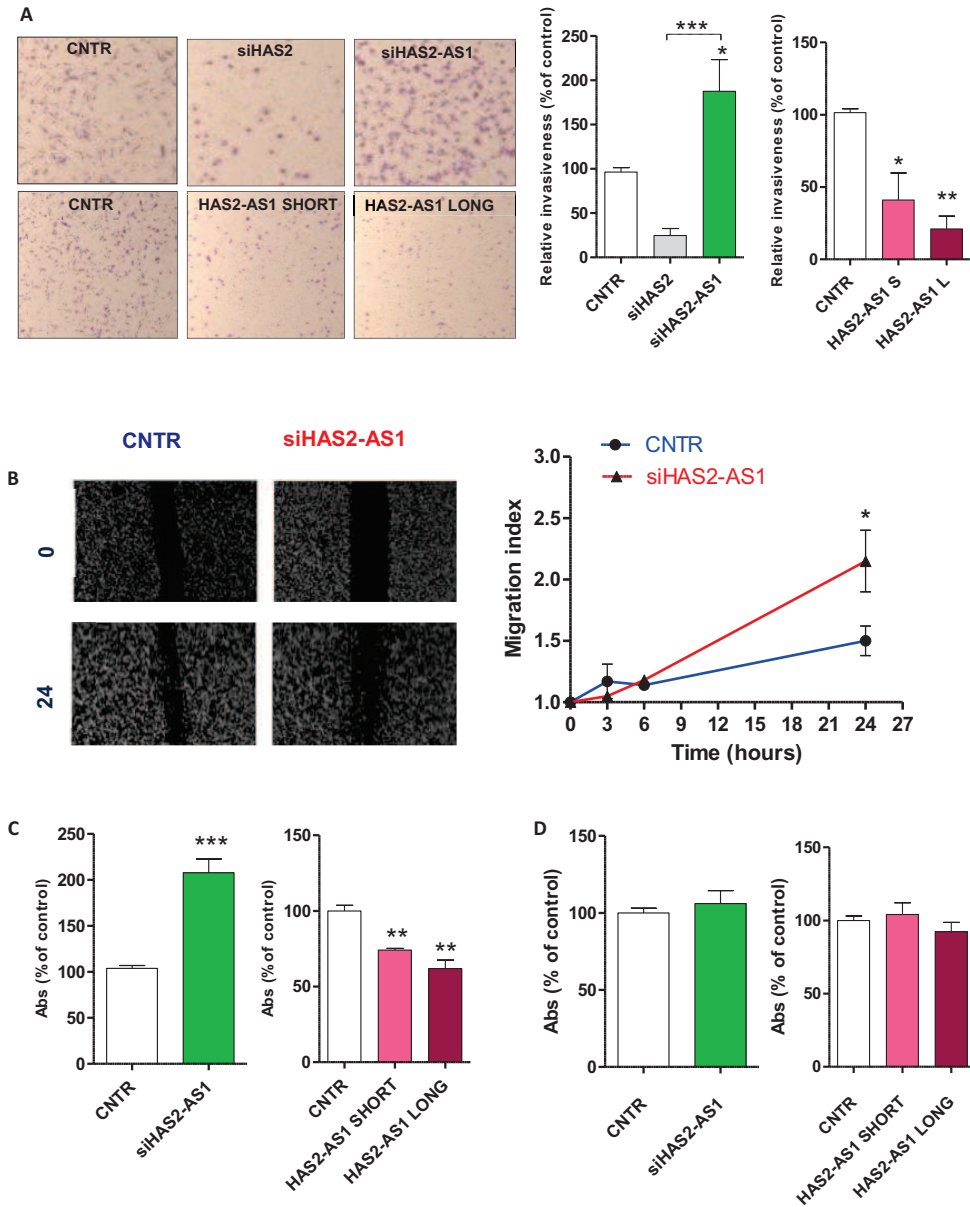 A
CNTR
siHAS2
siHAS2-AS1
CNTR
HAS2-AS1 SHORT
HAS2-AS1 LONG
Relative invasiveness (% of control)
250
200
150
100
50
0
***
*
CNTR
siHAS2
siHAS2-AS1
Relative invasiveness (% of control)
150
100
50
0
*
**
CNTR
HAS2-AS1 S
HAS2-AS1 L
B
CNTR
siHAS2-AS1
0
24
CNTR
siHAS2-AS1
Migration index
3.0
2.5
2.0
1.5
1.0
*
0 3 6 9 12 15 18 21 24 27
Time (hours)
C
Abs (% of control)
250
200
150
100
50
0
***
CNTR
siHAS2-AS1
Abs (% of control)
150
100
50
0
**
**
CNTR
HAS2-AS1 SHORT
HAS2-AS1 LONG
D
Abs (% of control)
150
100
50
0
CNTR
siHAS2-AS1
Abs (% of control)
150
100
50
0
CNTR
HAS2-AS1 SHORT
HAS2-AS1 LONG